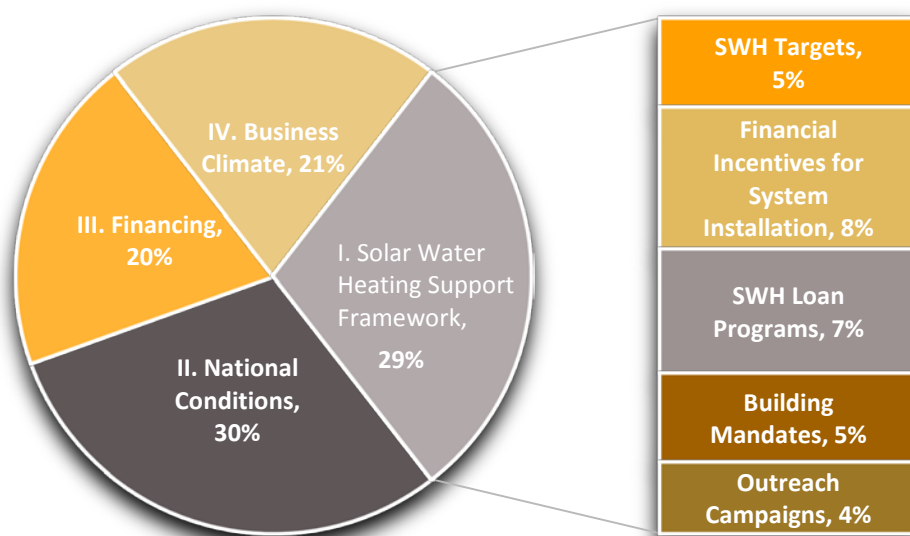 IV. Business
Climate, 21%
III. Financing,
20%
I. Solar Water
Heating Support
Framework,
29%
II. National
Conditions,
30%
SWH Targets,
5%
Financial
Incentives for
System
Installation, 8%
SWH Loan
Programs, 7%
Building
Mandates, 5%
Outreach
Campaigns, 4%